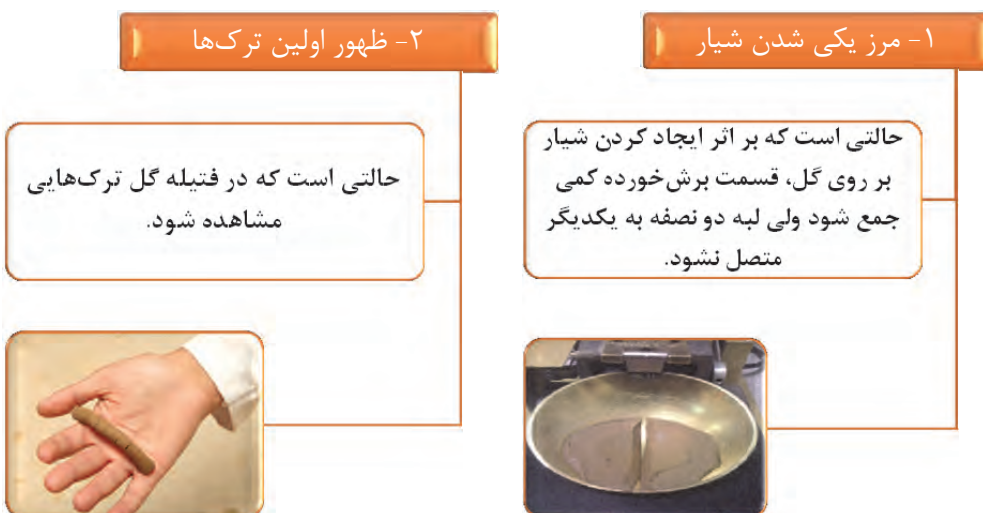 ۱- مرز یکی شدن شیار
حالتی است که بر اثر ایجاد کردن شیار
بر روی گل، قسمت برش‌خورده کمی
جمع شود ولی لبه دو نصفه به یکدیگر
متصل نشود.
۲- ظهور اولین ترک‌ها
حالتی است که در فتیله گل ترک‌هایی
مشاهده شود.